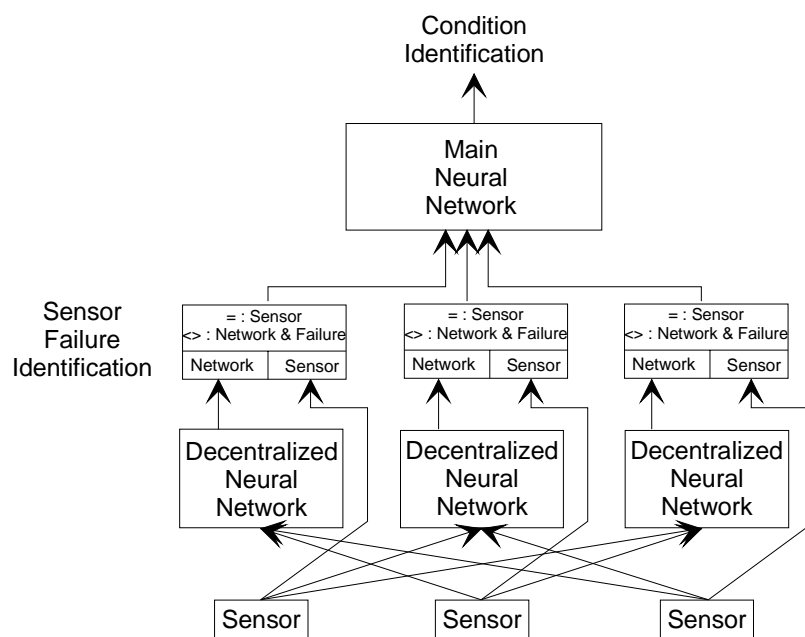 Condition
Identification
Main
Neural
Network
Sensor
Failure
Identification
= : Sensor
<> : Network & Failure
Network
Sensor
= : Sensor
<> : Network & Failure
Network
Sensor
= : Sensor
<> : Network & Failure
Network
Sensor
Decentralized
Neural
Network
Decentralized
Neural
Network
Decentralized
Neural
Network
Sensor
Sensor
Sensor